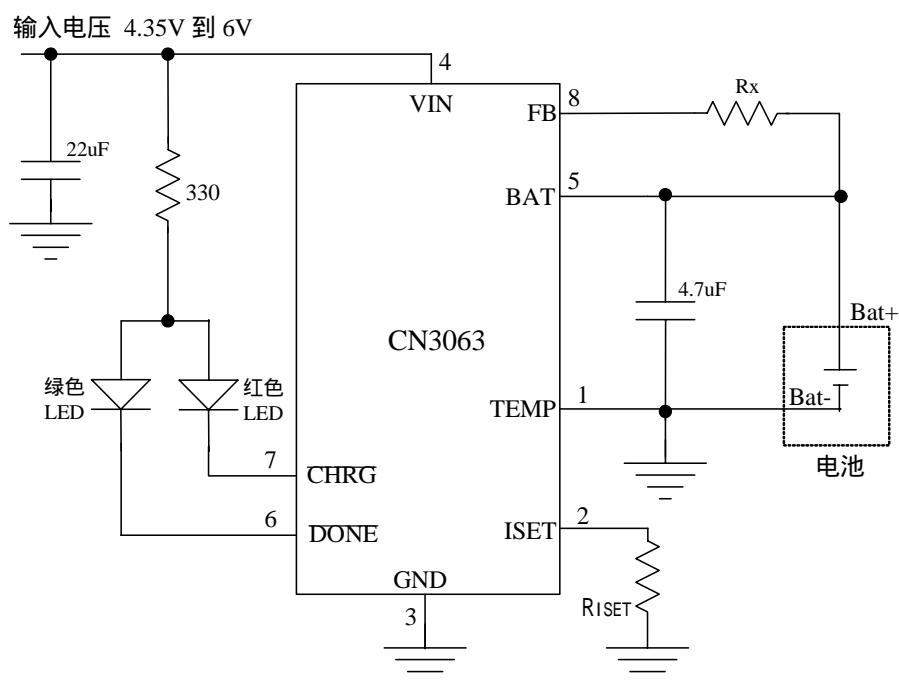 输入电压 4.35V 到 6V
4
VIN
8
FB
Rx
22uF
330
5
BAT
4.7uF
CN3063
Bat+
绿色
LED
红色
LED
1
TEMP
Bat-
电池
7
CHRG
6
DONE
2
ISET
GND
3
RISET